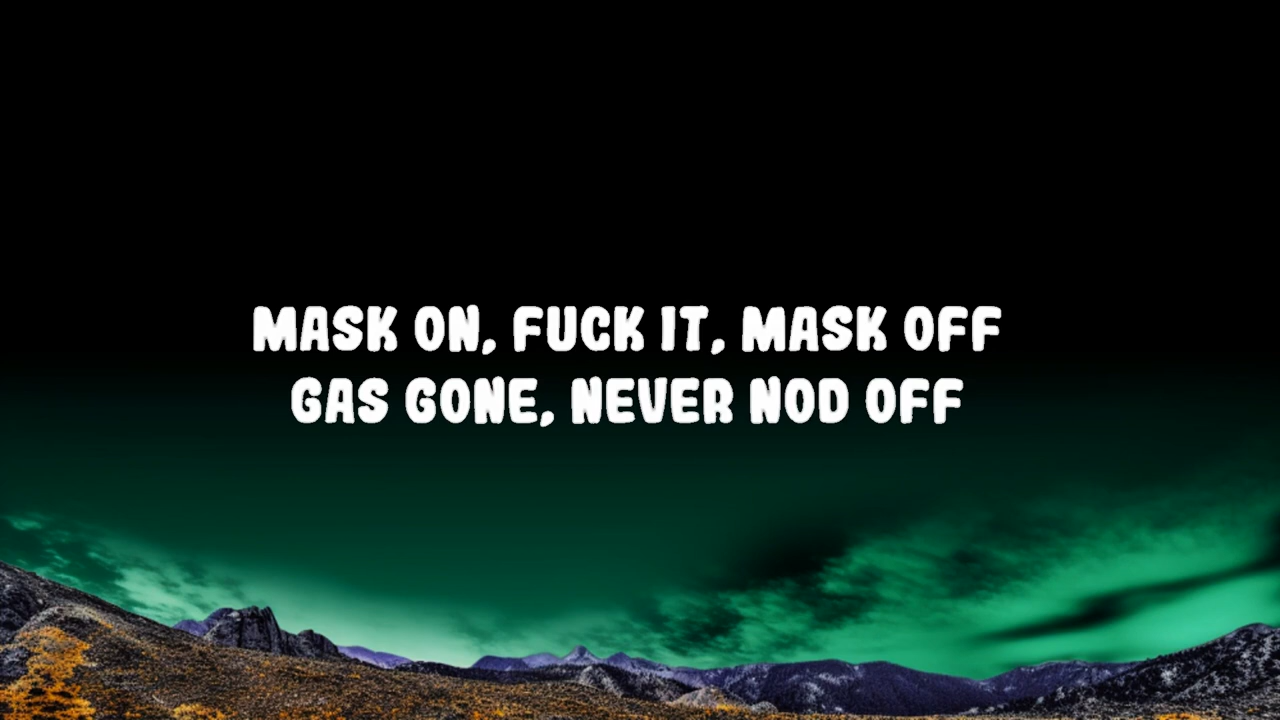 MASK ON, FUCK IT, MASK OFF
GAS GONE, NEVER NOD OFF